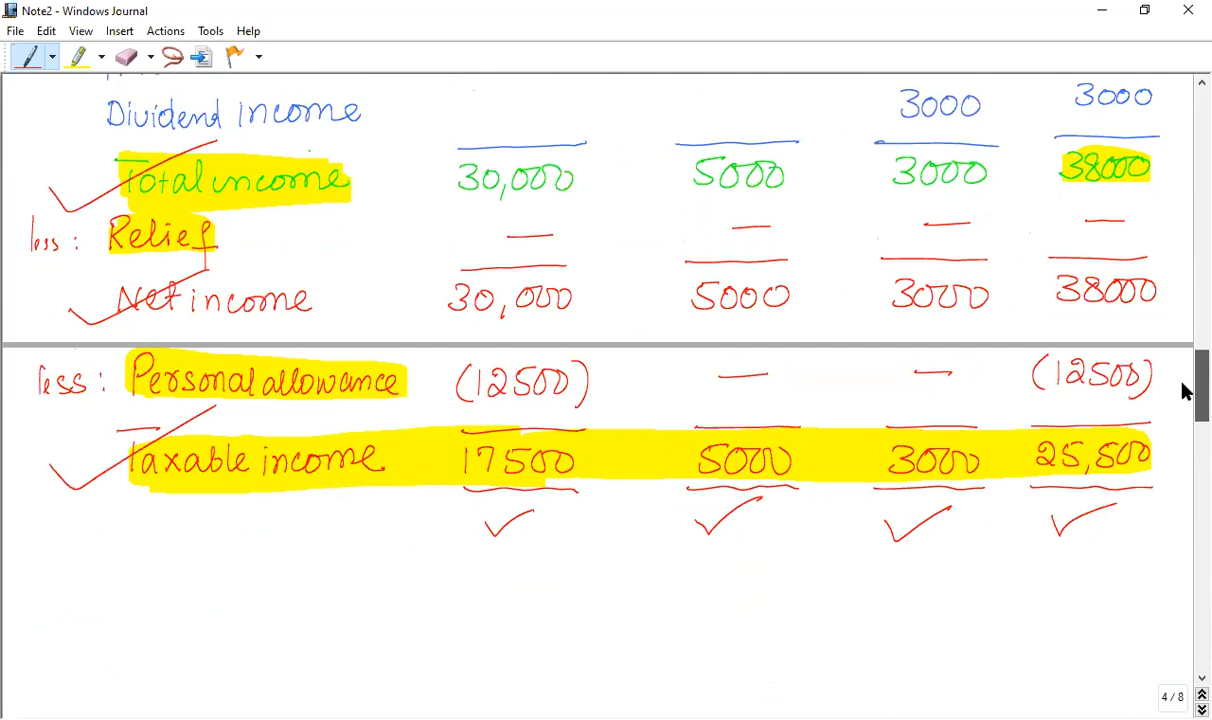 Note2 - Windows Journal
File Edit View Insert Actions Tools Help
Dividend Income 3000 3000
Total income 30,000 5000 3000 38000
less: Relief — — — —
Net income 30,000 5000 3000 38000
less: Personal allowance (12500) — — (12500)
Taxable income 17500 5000 3000 25,500
4 / 8